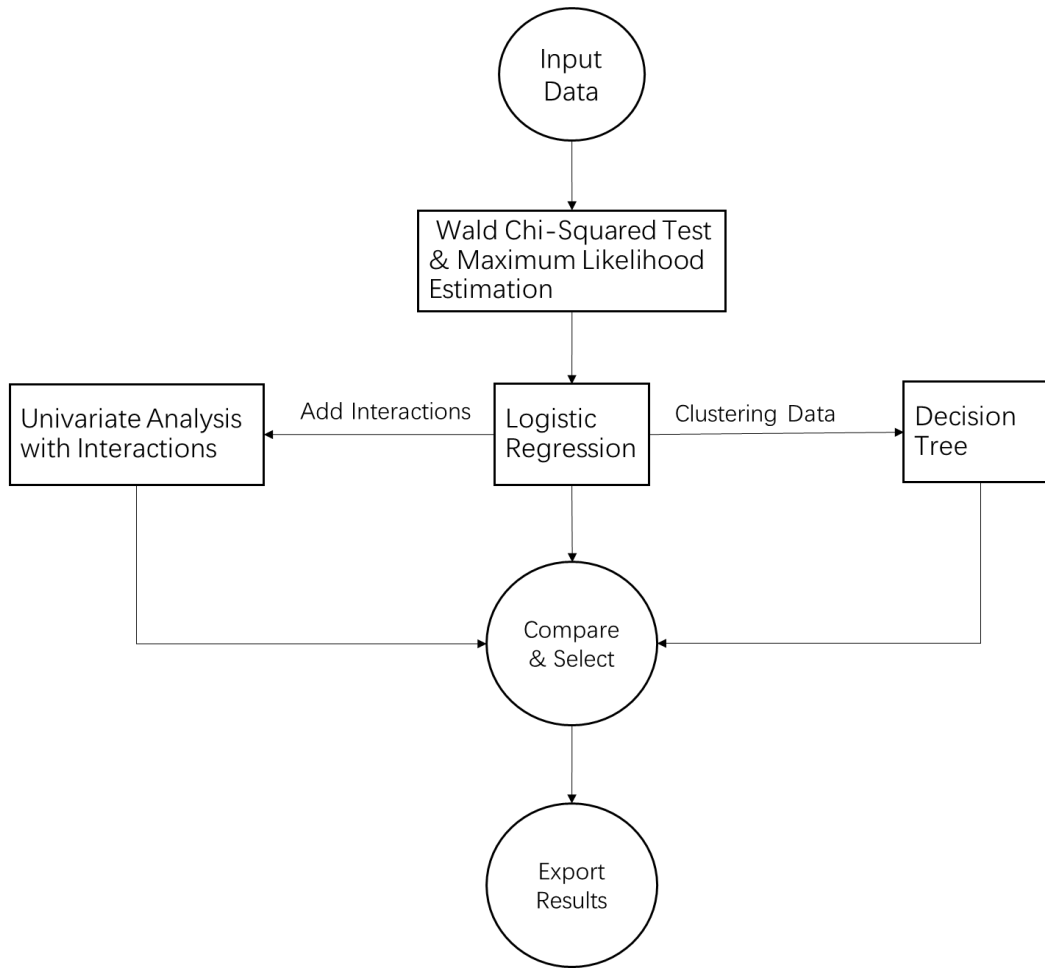 Input
Data
Wald Chi-Squared Test
& Maximum Likelihood
Estimation
Univariate Analysis
with Interactions
Add Interactions
Logistic
Regression
Clustering Data
Decision
Tree
Compare
& Select
Export
Results